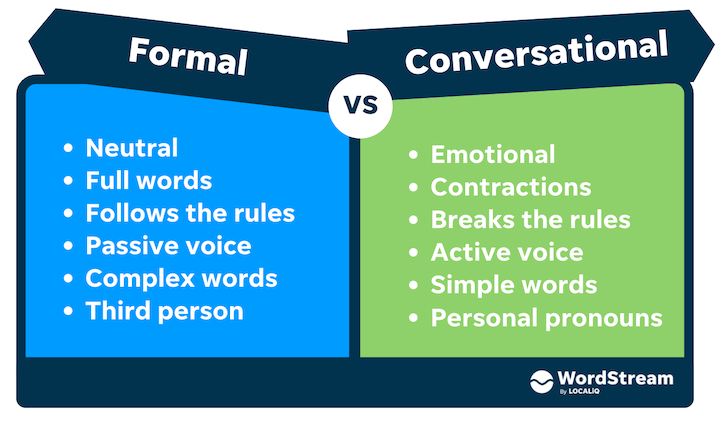 Formal
VS
Conversational
• Neutral
• Full words
• Follows the rules
• Passive voice
• Complex words
• Third person
• Emotional
• Contractions
• Breaks the rules
• Active voice
• Simple words
• Personal pronouns
WordStream
By LOCALiQ